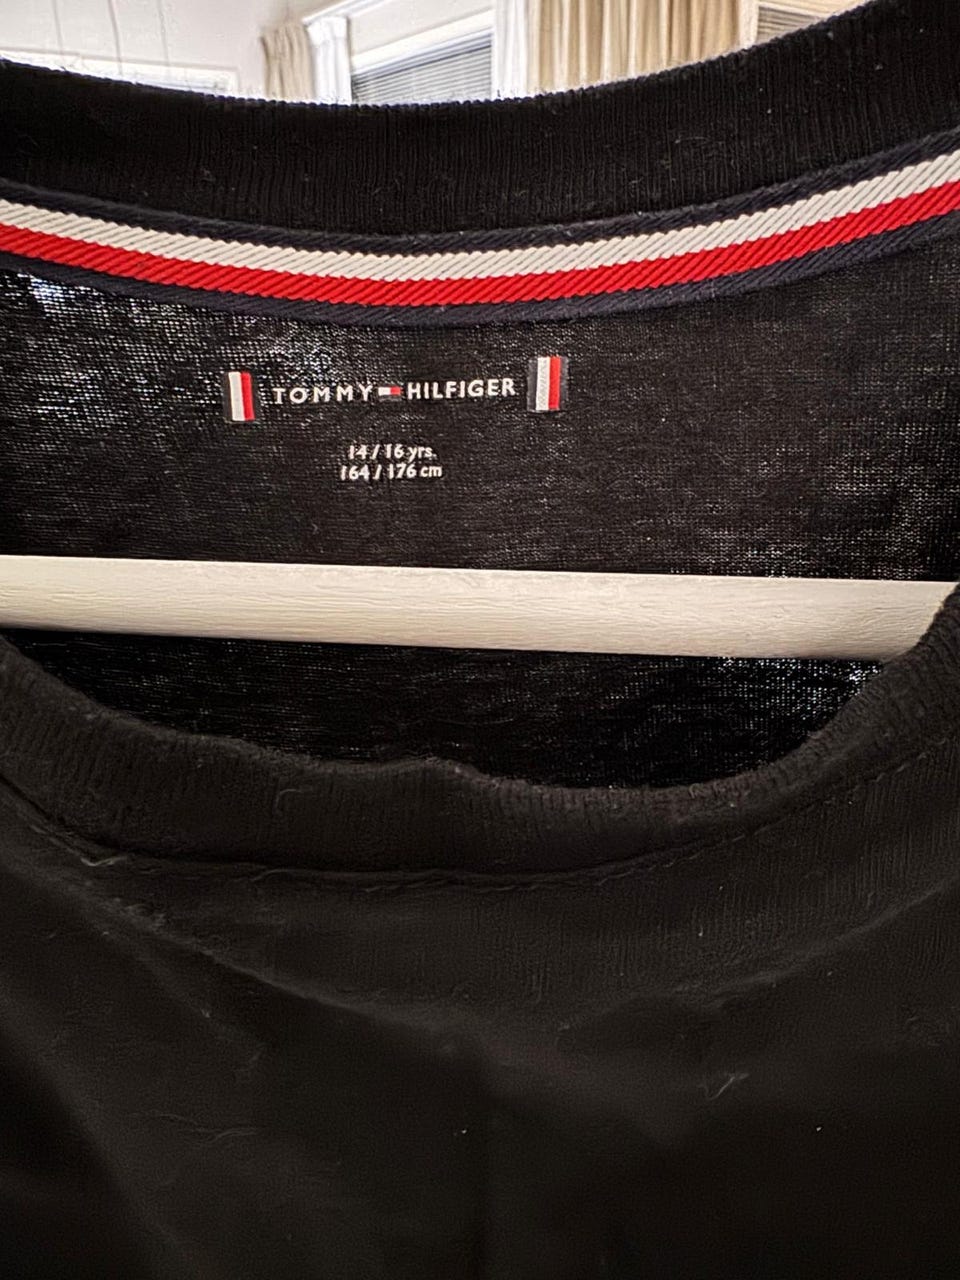 TOMMY HILFIGER
14 / 16 yrs.
164 / 176 cm